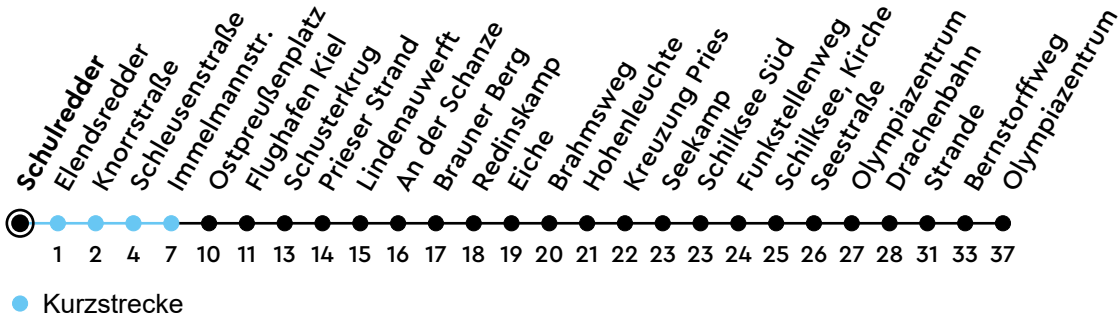 Schulredder
Elendsredder
Knorrstraße
Schleusenstraße
Immelmannstr.
Ostpreußenplatz
Flughafen Kiel
Schusterkrug
Prieser Strand
Lindenauwerft
An der Schanze
Brauner Berg
Redinskamp
Eiche
Brahmsweg
Hohenleuchte
Kreuzung Pries
Seekamp
Schilksee Süd
Funkstellenweg
Schilksee, Kirche
Seestraße
Olympiazentrum
Drachenbahn
Strande
Bernstorffweg
Olympiazentrum
1 2 4 7 10 11 13 14 15 16 17 18 19 20 21 22 23 23 24 25 26 27 28 31 33 37
Kurzstrecke